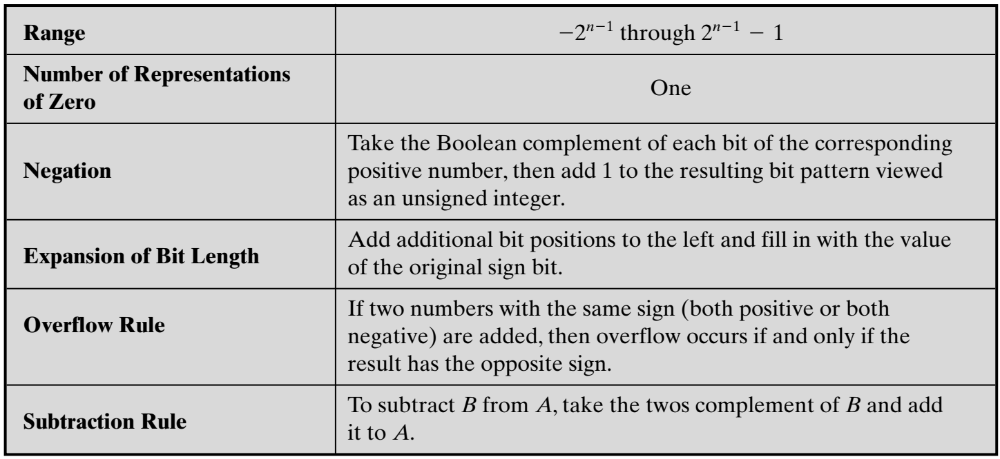 Range
−2ⁿ⁻¹ through 2ⁿ⁻¹ − 1
Number of Representations
of Zero
One
Negation
Take the Boolean complement of each bit of the corresponding
positive number, then add 1 to the resulting bit pattern viewed
as an unsigned integer.
Expansion of Bit Length
Add additional bit positions to the left and fill in with the value
of the original sign bit.
Overflow Rule
If two numbers with the same sign (both positive or both
negative) are added, then overflow occurs if and only if the
result has the opposite sign.
Subtraction Rule
To subtract B from A, take the twos complement of B and add
it to A.